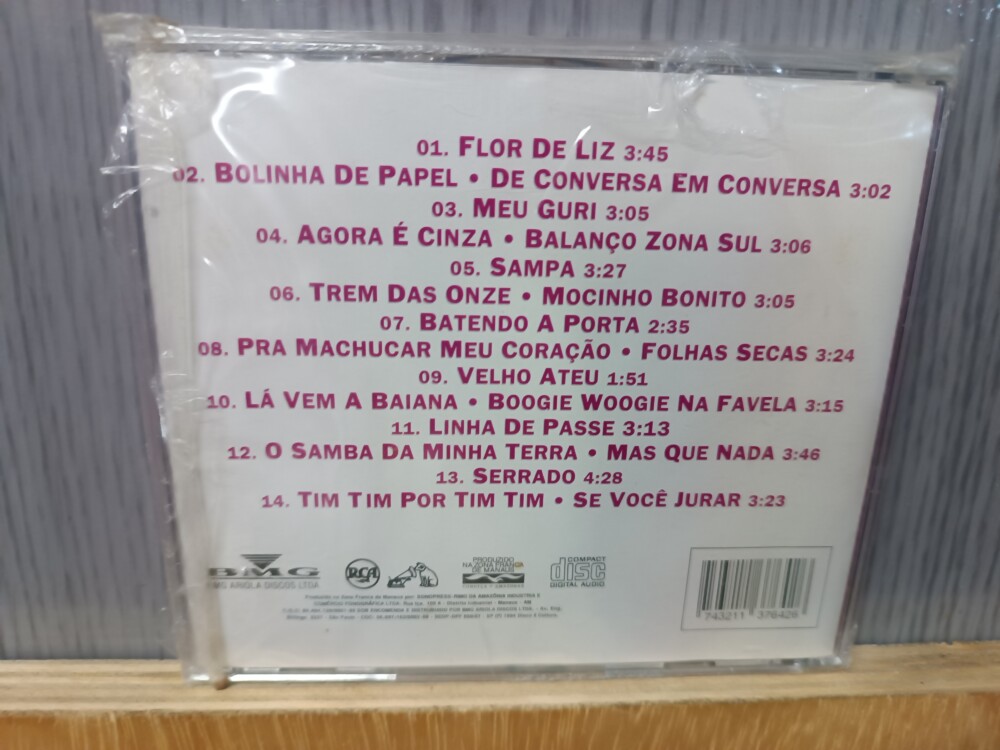 01. FLOR DE LIZ 3:45
02. BOLINHA DE PAPEL • DE CONVERSA EM CONVERSA 3:02
03. MEU GURI 3:05
04. AGORA É CINZA • BALANÇO ZONA SUL 3:06
05. SAMPA 3:27
06. TREM DAS ONZE • MOCINHO BONITO 3:05
07. BATENDO A PORTA 2:35
08. PRA MACHUCAR MEU CORAÇÃO • FOLHAS SECAS 3:24
09. VELHO ATEU 1:51
10. LÁ VEM A BAIANA • BOOGIE WOOGIE NA FAVELA 3:15
11. LINHA DE PASSE 3:13
12. O SAMBA DA MINHA TERRA • MAS QUE NADA 3:46
13. SERRADO 4:28
14. TIM TIM POR TIM TIM • SE VOCÊ JURAR 3:23
BMG
BMG ARIOLA DISCOS LTDA
RCA
PRODUZIDO
NA ZONA FRANCA
DE MANAUS
COMPACT
disc
DIGITAL AUDIO
7 43211 376426